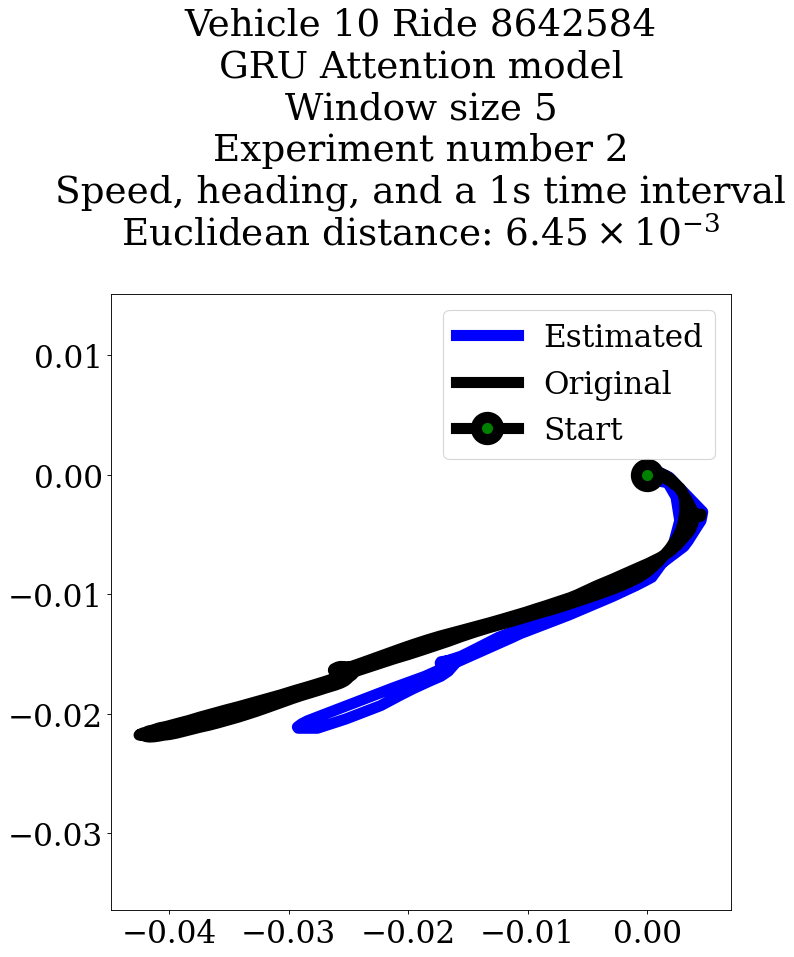 Vehicle 10 Ride 8642584
GRU Attention model
Window size 5
Experiment number 2
Speed, heading, and a 1s time interval
Euclidean distance: 6.45 × 10⁻³
Estimated
Original
Start
0.01
0.00
−0.01
−0.02
−0.03
−0.04 −0.03 −0.02 −0.01 0.00